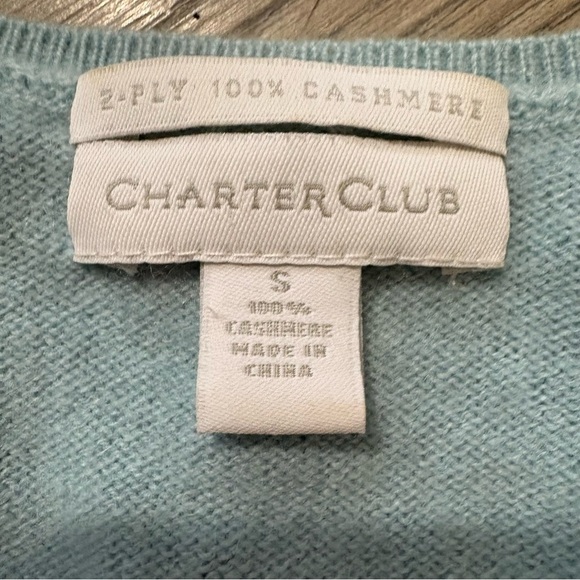 2-PLY 100% CASHMERE
CHARTER CLUB
S
100%
CASHMERE
MADE IN
CHINA